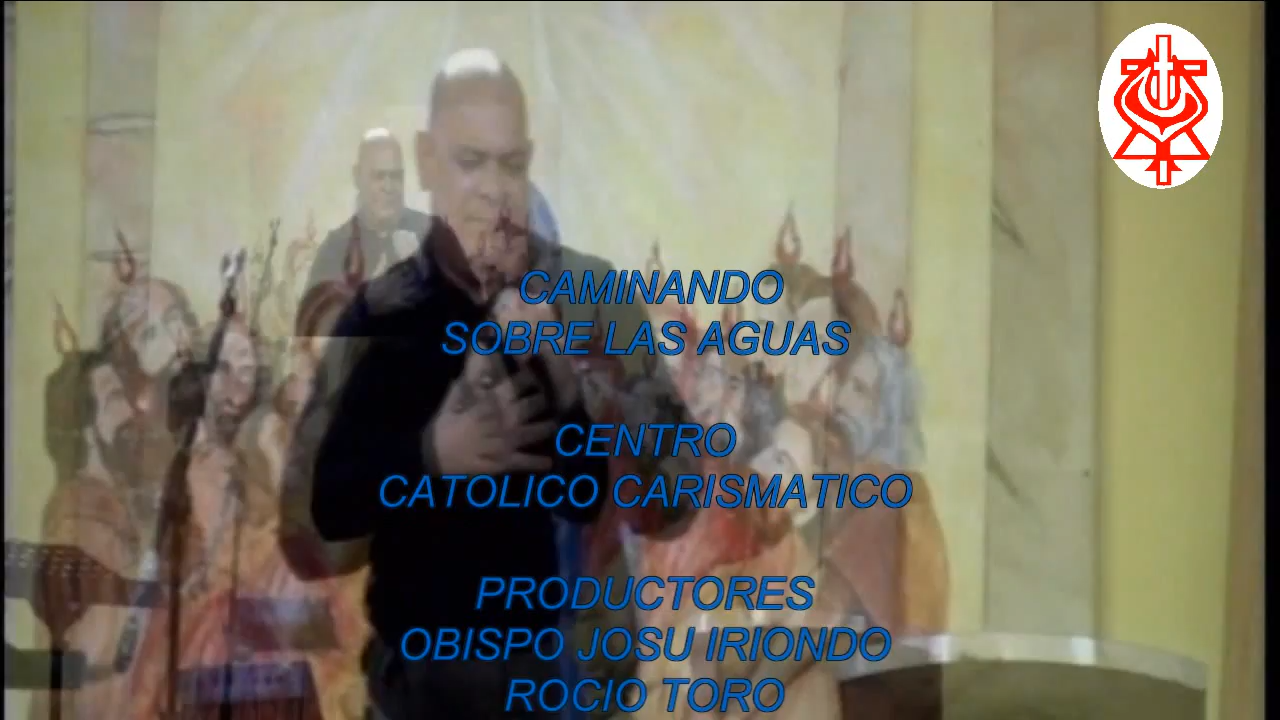 CAMINANDO
SOBRE LAS AGUAS
CENTRO
CATOLICO CARISMATICO
PRODUCTORES
OBISPO JOSU IRIONDO
ROCIO TORO